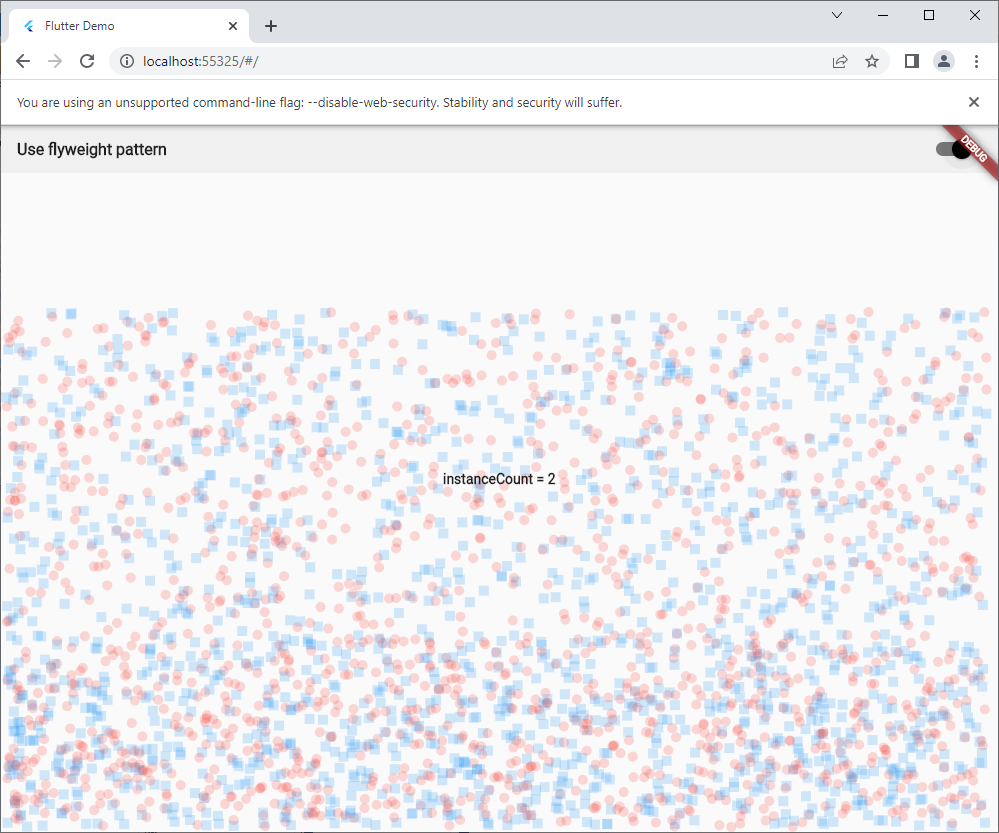 Flutter Demo
localhost:55325/#/
You are using an unsupported command-line flag: --disable-web-security. Stability and security will suffer.
Use flyweight pattern
DEBUG
instanceCount = 2